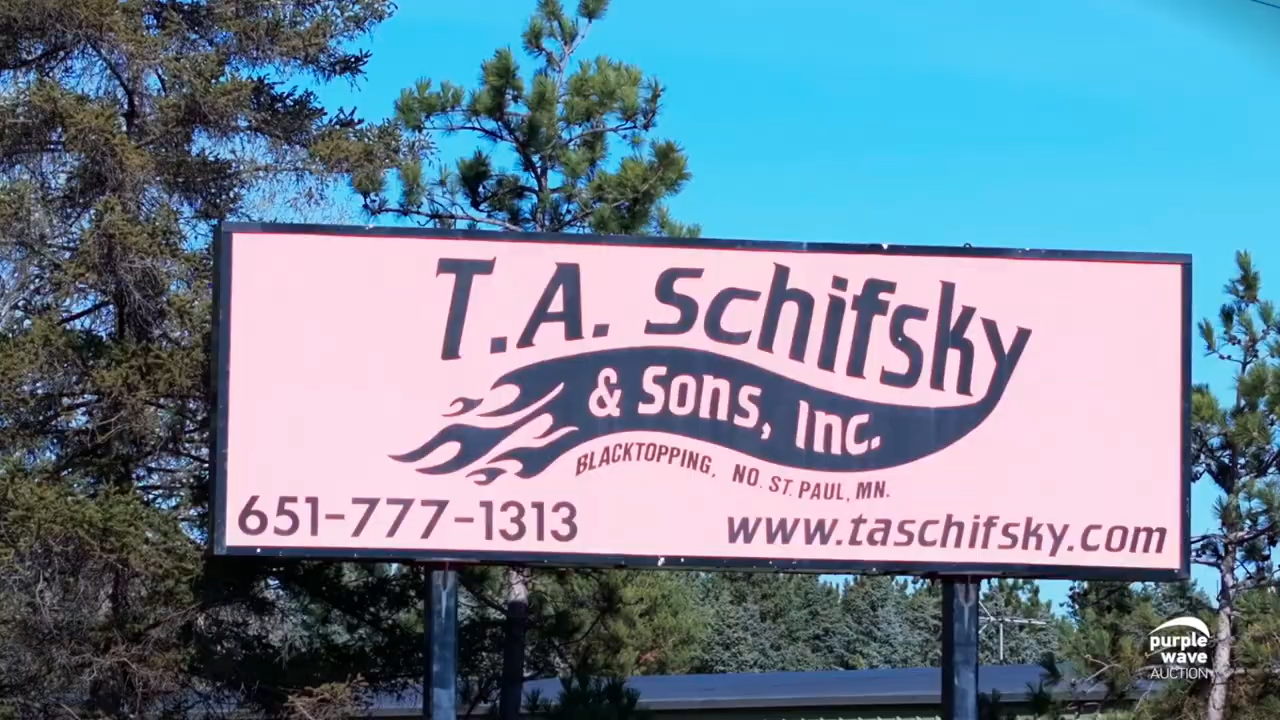 T.A. Schifsky
& Sons, Inc.
BLACKTOPPING, NO. ST. PAUL, MN.
651-777-1313
www.taschifsky.com
purple
wave
AUCTION